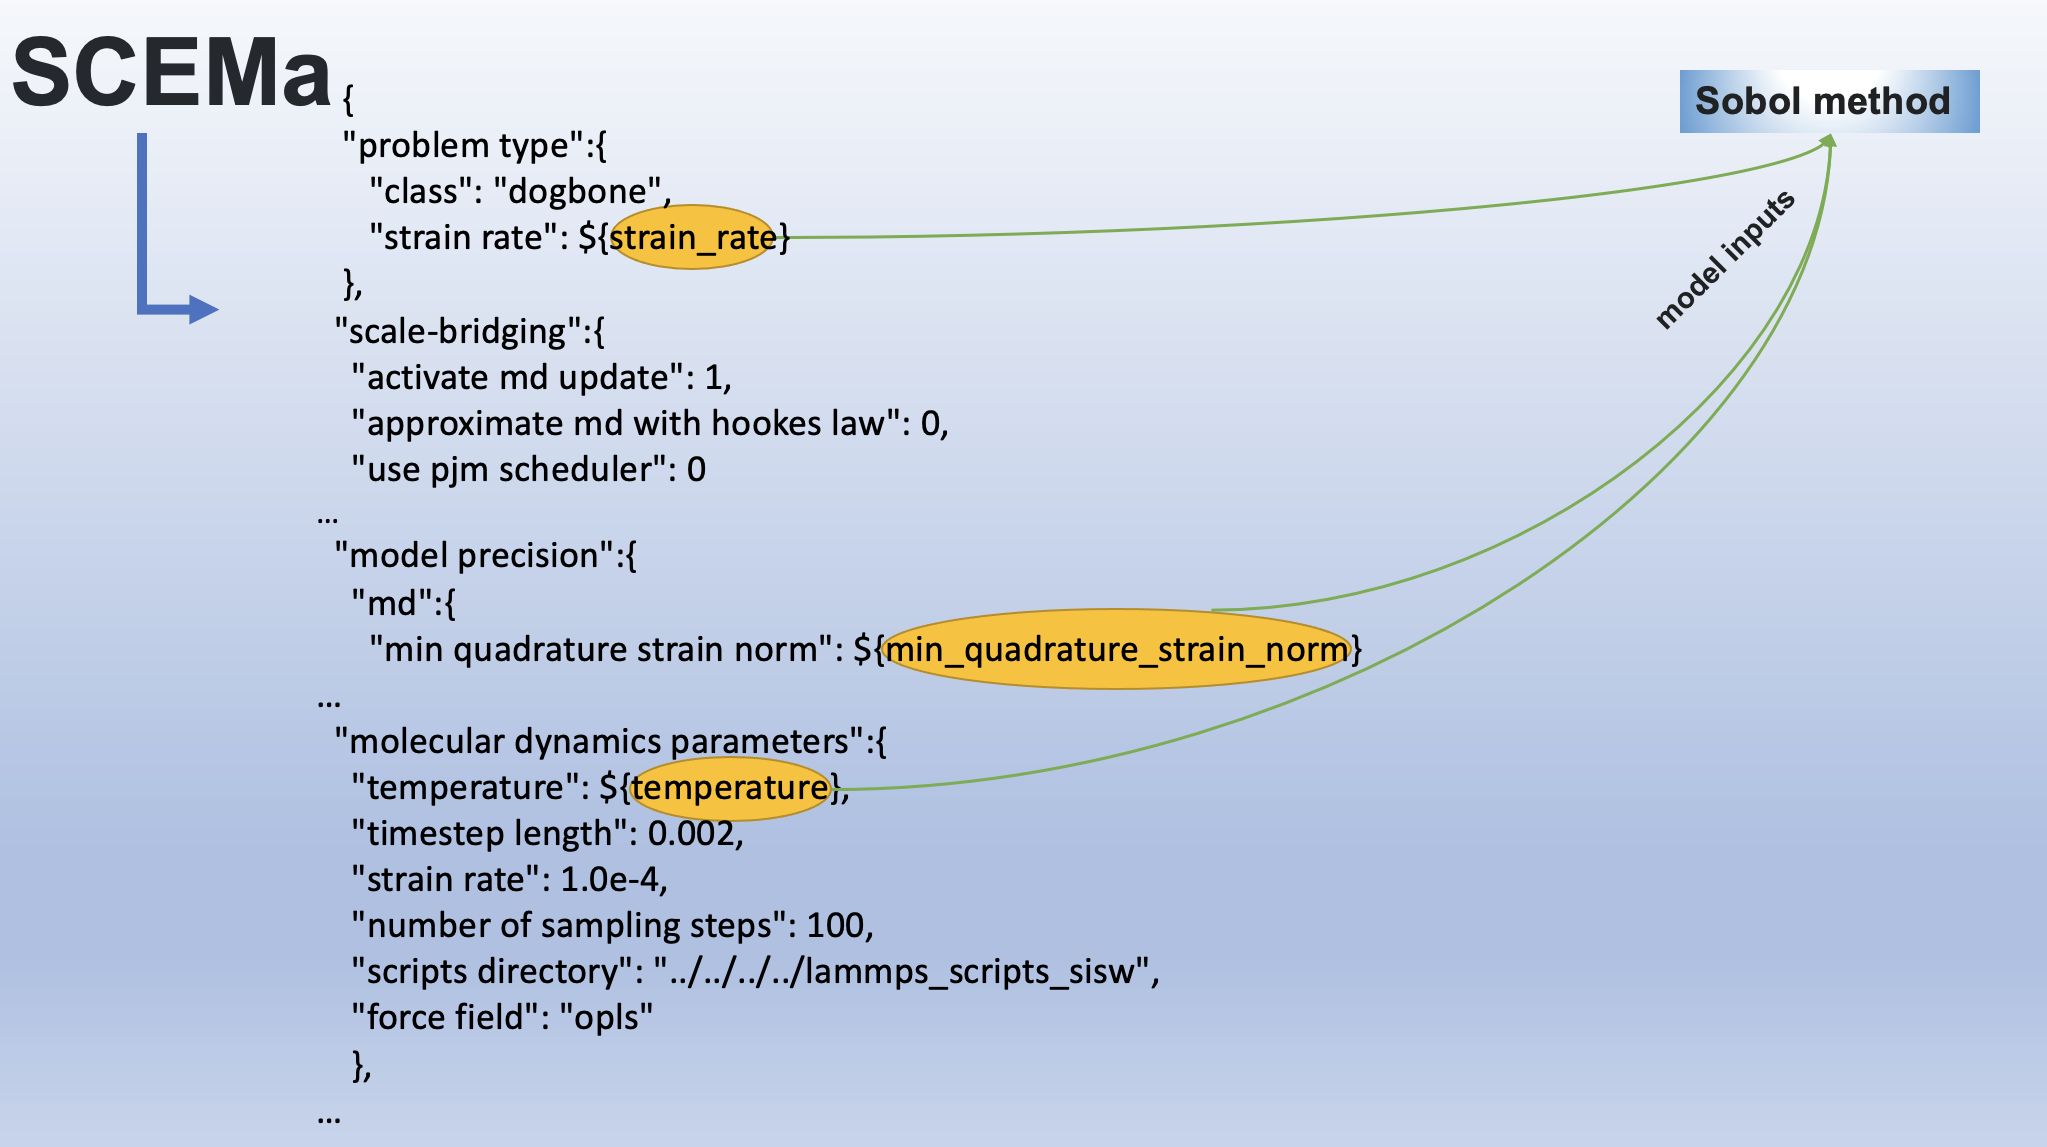 SCEMa
{
"problem type":{
"class": "dogbone",
"strain rate": ${strain_rate}
},
"scale-bridging":{
"activate md update": 1,
"approximate md with hookes law": 0,
"use pjm scheduler": 0
...
"model precision":{
"md":{
"min quadrature strain norm": ${min_quadrature_strain_norm}
...
"molecular dynamics parameters":{
"temperature": ${temperature},
"timestep length": 0.002,
"strain rate": 1.0e-4,
"number of sampling steps": 100,
"scripts directory": "../../../../lammps_scripts_sisw",
"force field": "opls"
},
...
Sobol method
model inputs